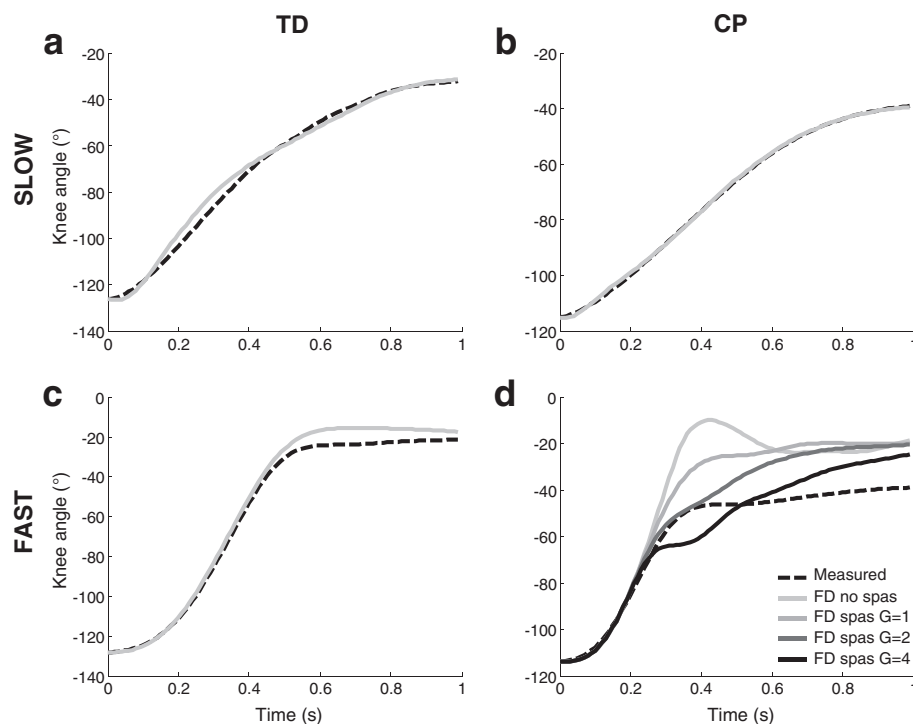 TD
CP
a
b
SLOW
Knee angle (°)
-20
-40
-60
-80
-100
-120
-140
0
0.2
0.4
0.6
0.8
1
-20
-40
-60
-80
-100
-120
0
0.2
0.4
0.6
0.8
c
d
FAST
Knee angle (°)
0
-20
-40
-60
-80
-100
-120
-140
0
0.2
0.4
0.6
0.8
1
Time (s)
0
-20
-40
-60
-80
-100
-120
0
0.2
0.4
0.6
0.8
Time (s)
Measured
FD no spas
FD spas G=1
FD spas G=2
FD spas G=4